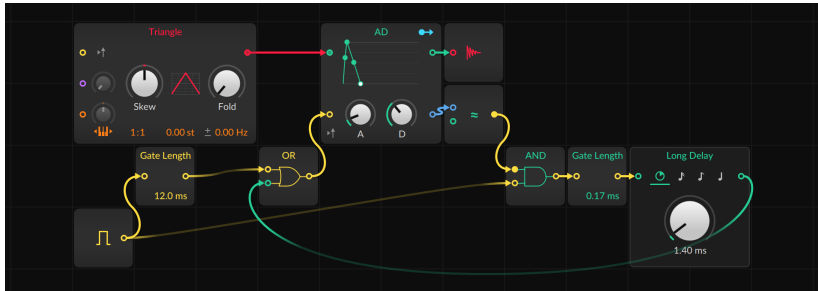 Triangle
AD
Skew
Fold
A
D
1:1
0.00 st
± 0.00 Hz
Gate Length
OR
AND
Gate Length
Long Delay
12.0 ms
0.17 ms
1.40 ms